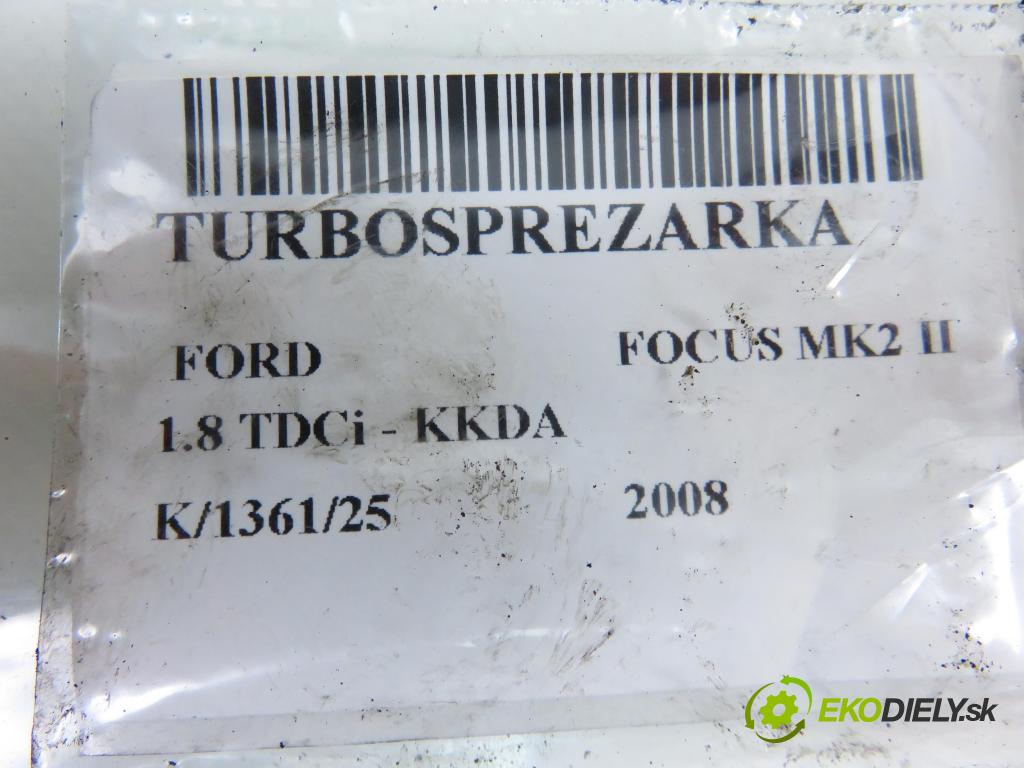 TURBOSPREZARKA
FORD FOCUS MK2 II
1.8 TDCi - KKDA
K/1361/25 2008
EKODIELY.sk